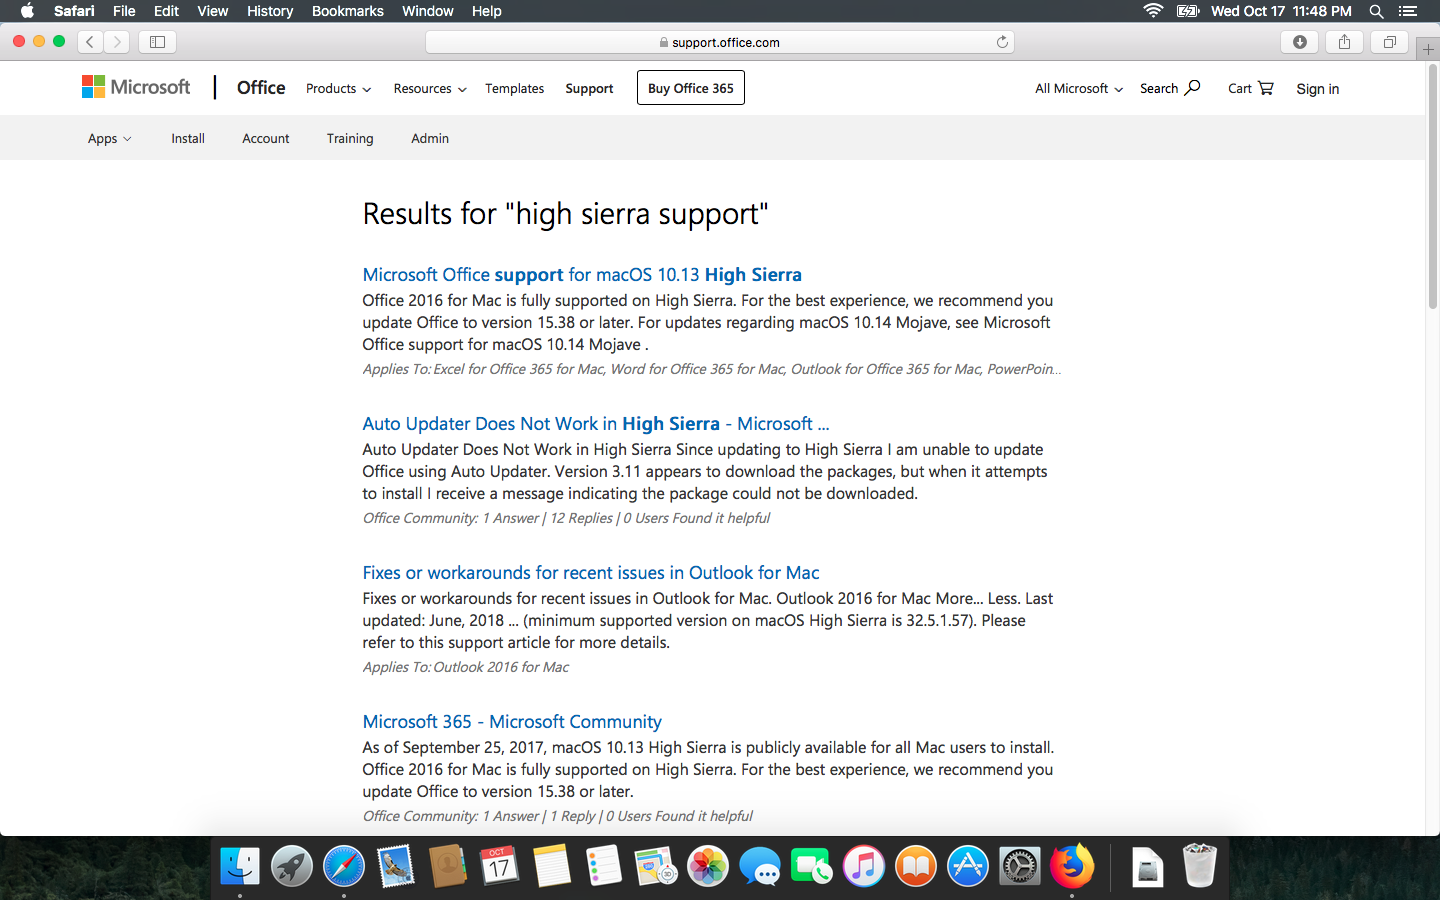 Safari File Edit View History Bookmarks Window Help Wed Oct 17 11:48 PM
support.office.com
Microsoft Office Products Resources Templates Support Buy Office 365 All Microsoft Search Cart Sign in
Apps Install Account Training Admin
Results for "high sierra support"
Microsoft Office support for macOS 10.13 High Sierra
Office 2016 for Mac is fully supported on High Sierra. For the best experience, we recommend you
update Office to version 15.38 or later. For updates regarding macOS 10.14 Mojave, see Microsoft
Office support for macOS 10.14 Mojave .
Applies To: Excel for Office 365 for Mac, Word for Office 365 for Mac, Outlook for Office 365 for Mac, PowerPoin...
Auto Updater Does Not Work in High Sierra - Microsoft ...
Auto Updater Does Not Work in High Sierra Since updating to High Sierra I am unable to update
Office using Auto Updater. Version 3.11 appears to download the packages, but when it attempts
to install I receive a message indicating the package could not be downloaded.
Office Community: 1 Answer | 12 Replies | 0 Users Found it helpful
Fixes or workarounds for recent issues in Outlook for Mac
Fixes or workarounds for recent issues in Outlook for Mac. Outlook 2016 for Mac More... Less. Last
updated: June, 2018 ... (minimum supported version on macOS High Sierra is 32.5.1.57). Please
refer to this support article for more details.
Applies To: Outlook 2016 for Mac
Microsoft 365 - Microsoft Community
As of September 25, 2017, macOS 10.13 High Sierra is publicly available for all Mac users to install.
Office 2016 for Mac is fully supported on High Sierra. For the best experience, we recommend you
update Office to version 15.38 or later.
Office Community: 1 Answer | 1 Reply | 0 Users Found it helpful
OCT
17